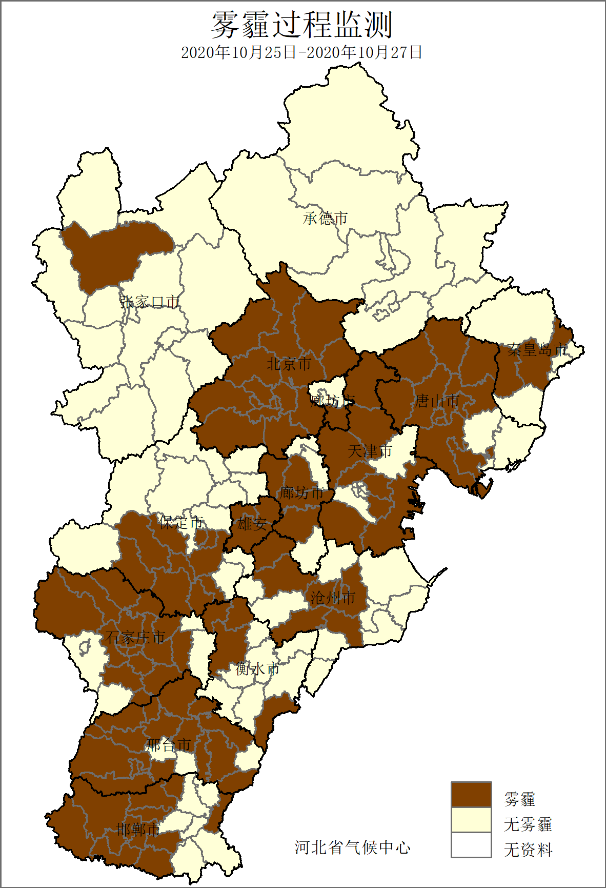 雾霾过程监测
2020年10月25日-2020年10月27日
承德市
张家口市
秦皇岛市
北京市
廊坊市
唐山市
天津市
廊坊市
保定市
雄安
沧州市
石家庄市
衡水市
邢台市
邯郸市
河北省气候中心
雾霾
无雾霾
无资料